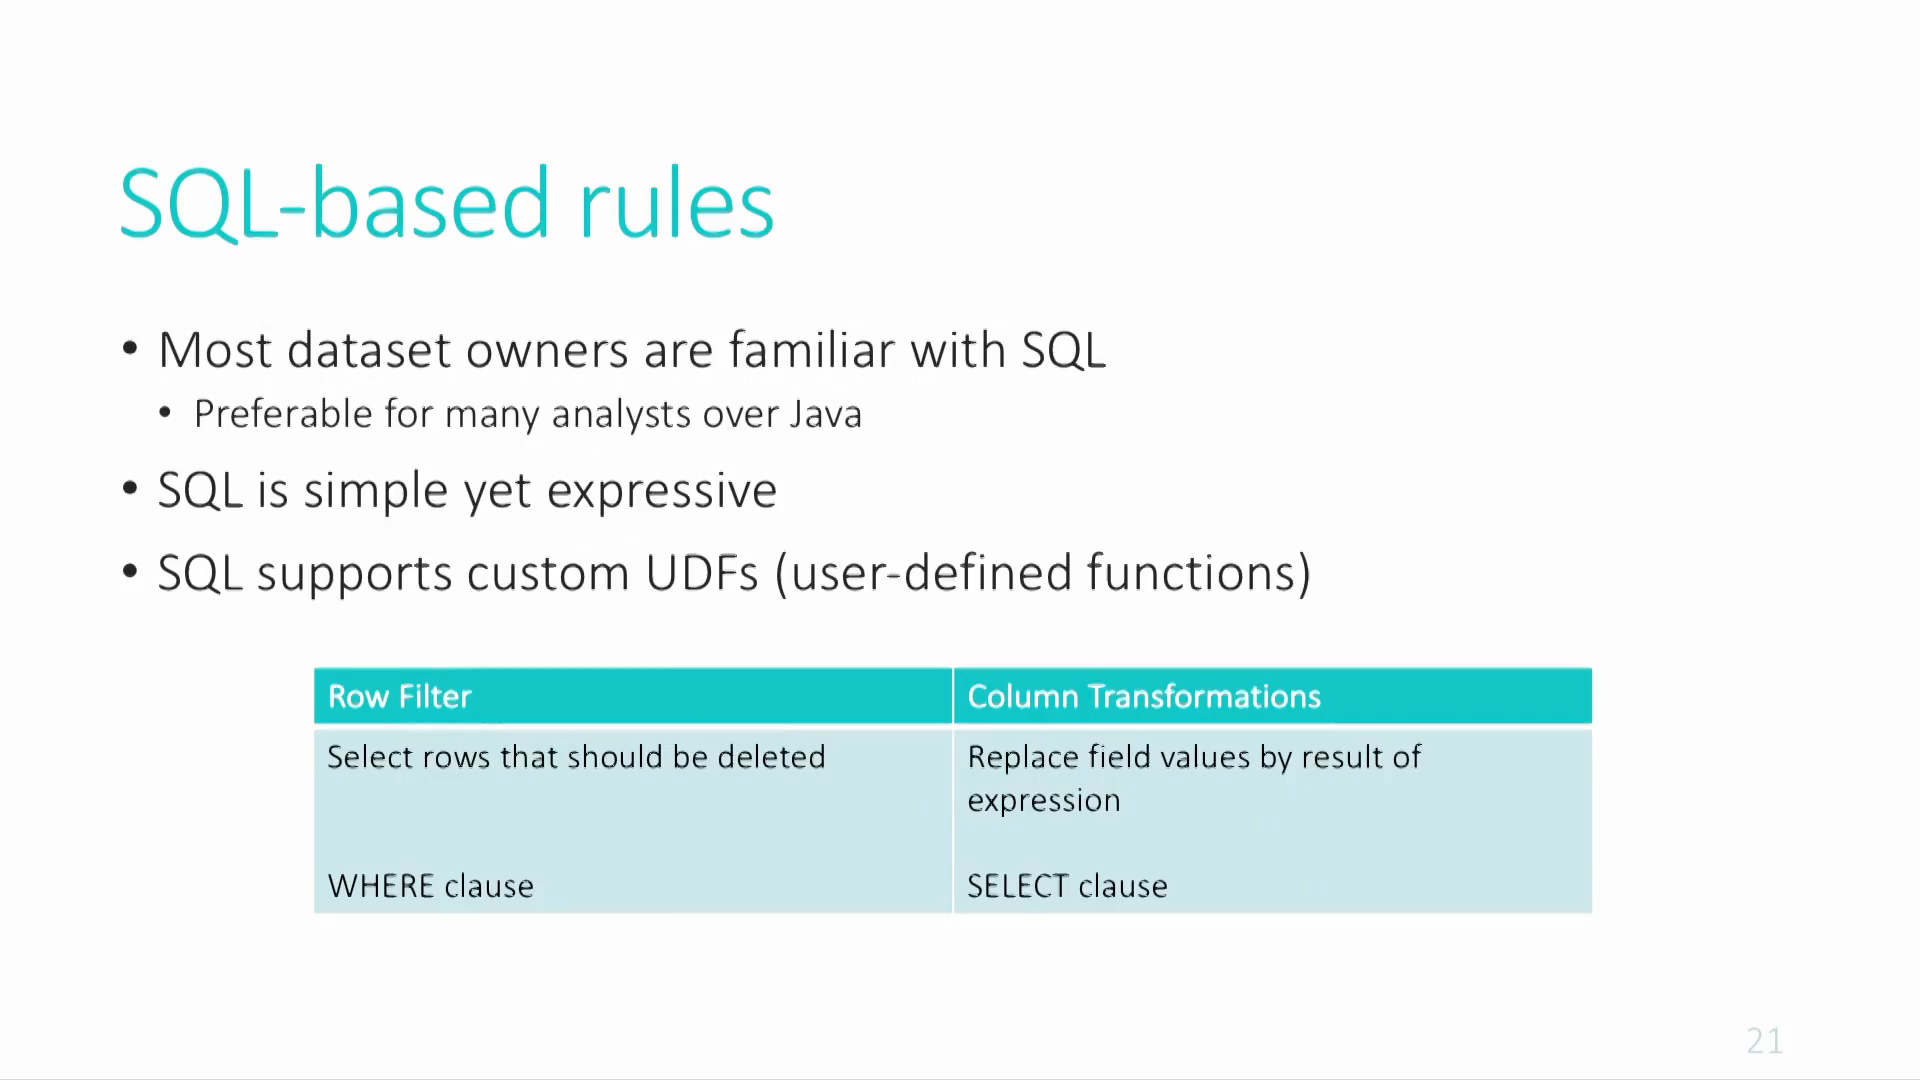 SQL-based rules
• Most dataset owners are familiar with SQL
• Preferable for many analysts over Java
• SQL is simple yet expressive
• SQL supports custom UDFs (user-defined functions)
Row Filter
Column Transformations
Select rows that should be deleted
WHERE clause
Replace field values by result of
expression
SELECT clause
21